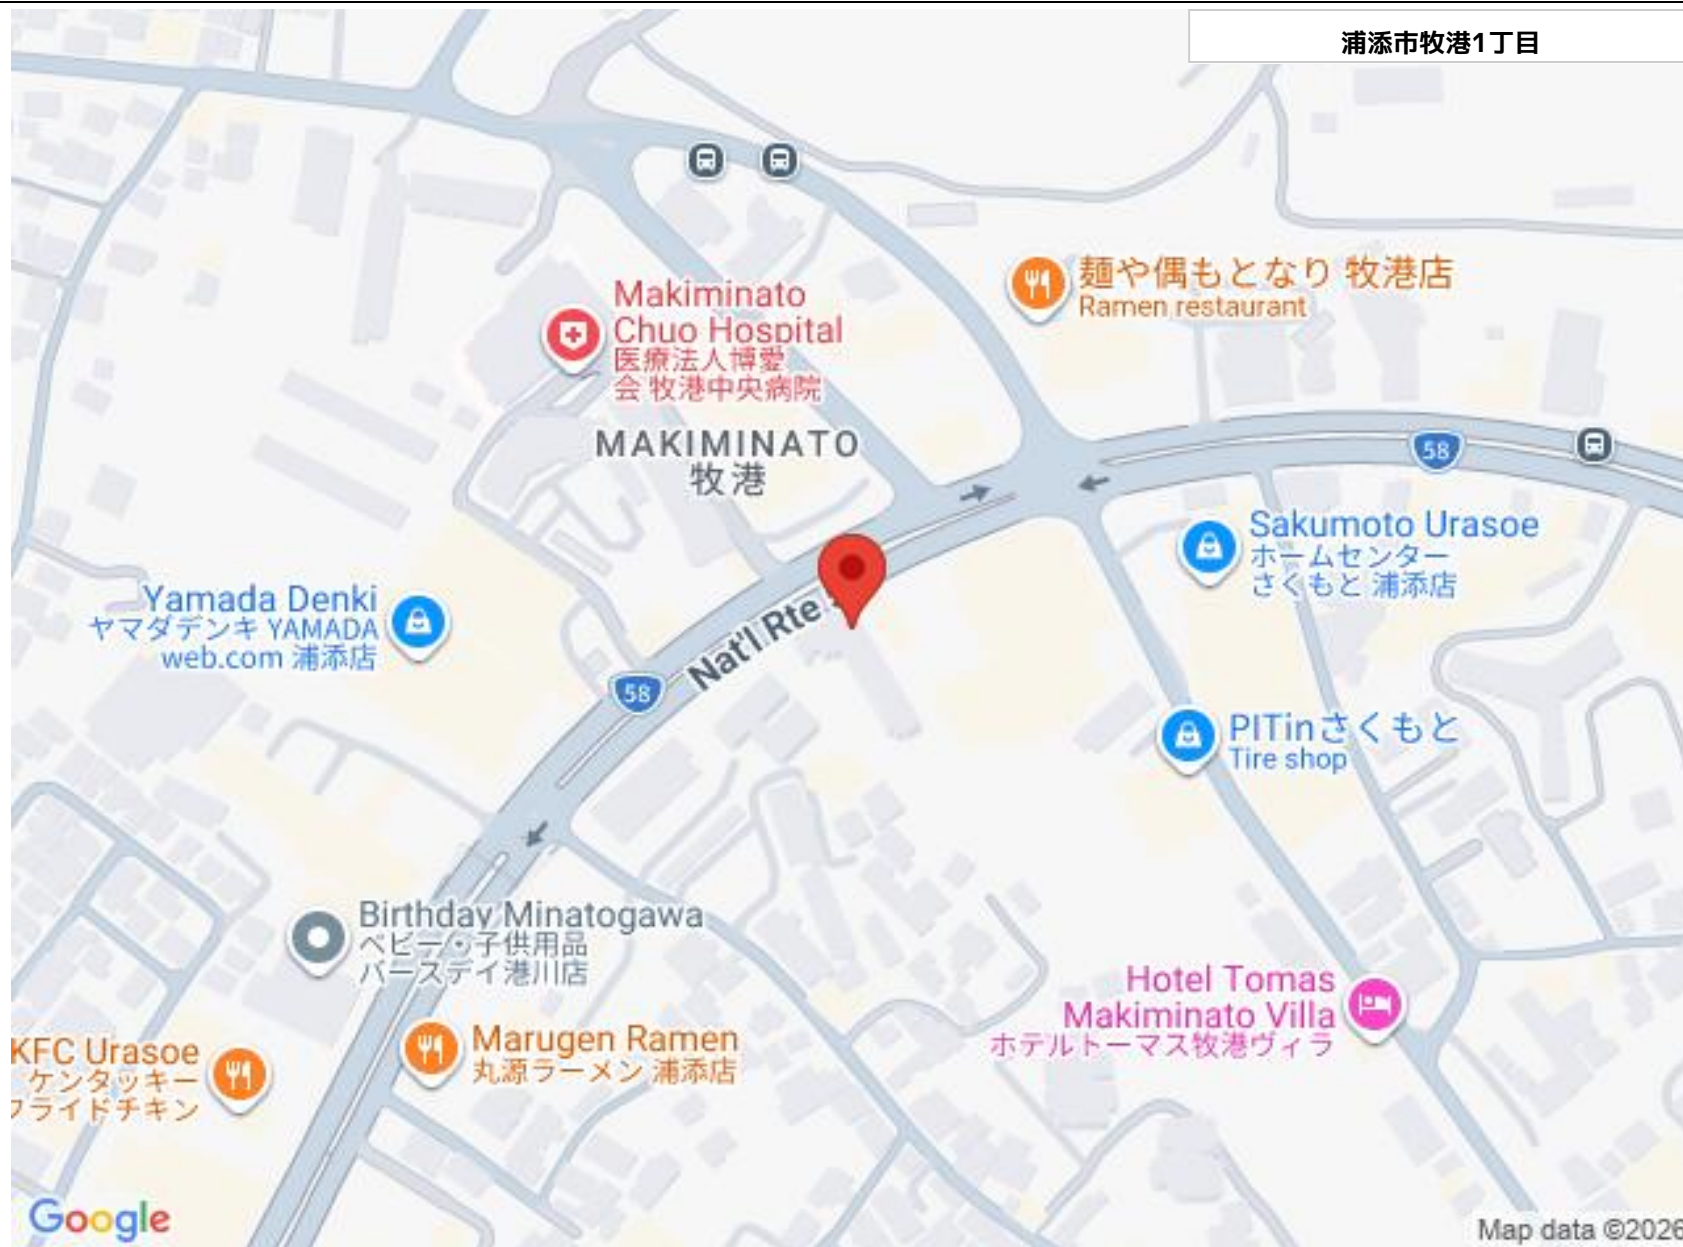 浦添市牧港1丁目
麺や偶もとなり 牧港店
Ramen restaurant
Makiminato
Chuo Hospital
医療法人博愛
会 牧港中央病院
MAKIMINATO
牧港
58
Sakumoto Urasoe
ホームセンター
さくもと 浦添店
Yamada Denki
ヤマダデンキ YAMADA
web.com 浦添店
Nat'l Rte
58
PITinさくもと
Tire shop
Birthday Minatogawa
ベビー・子供用品
バースデイ港川店
Hotel Tomas
Makiminato Villa
ホテルトーマス牧港ヴィラ
KFC Urasoe
ケンタッキー
フライドチキン
Marugen Ramen
丸源ラーメン 浦添店
Google
Map data ©2026